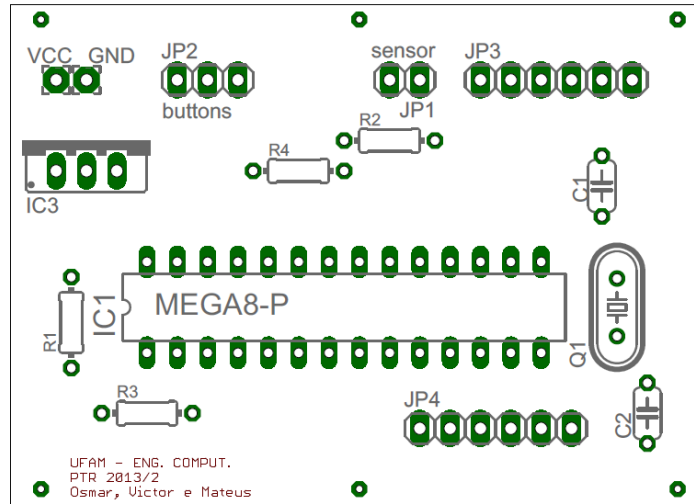 VCC GND
JP2
sensor
JP3
buttons
JP1
R2
R4
C1
IC3
IC1
MEGA8-P
R1
Q1
R3
JP4
C2
UFAM - ENG. COMPUT.
PTR 2013/2
Osmar, Victor e Mateus